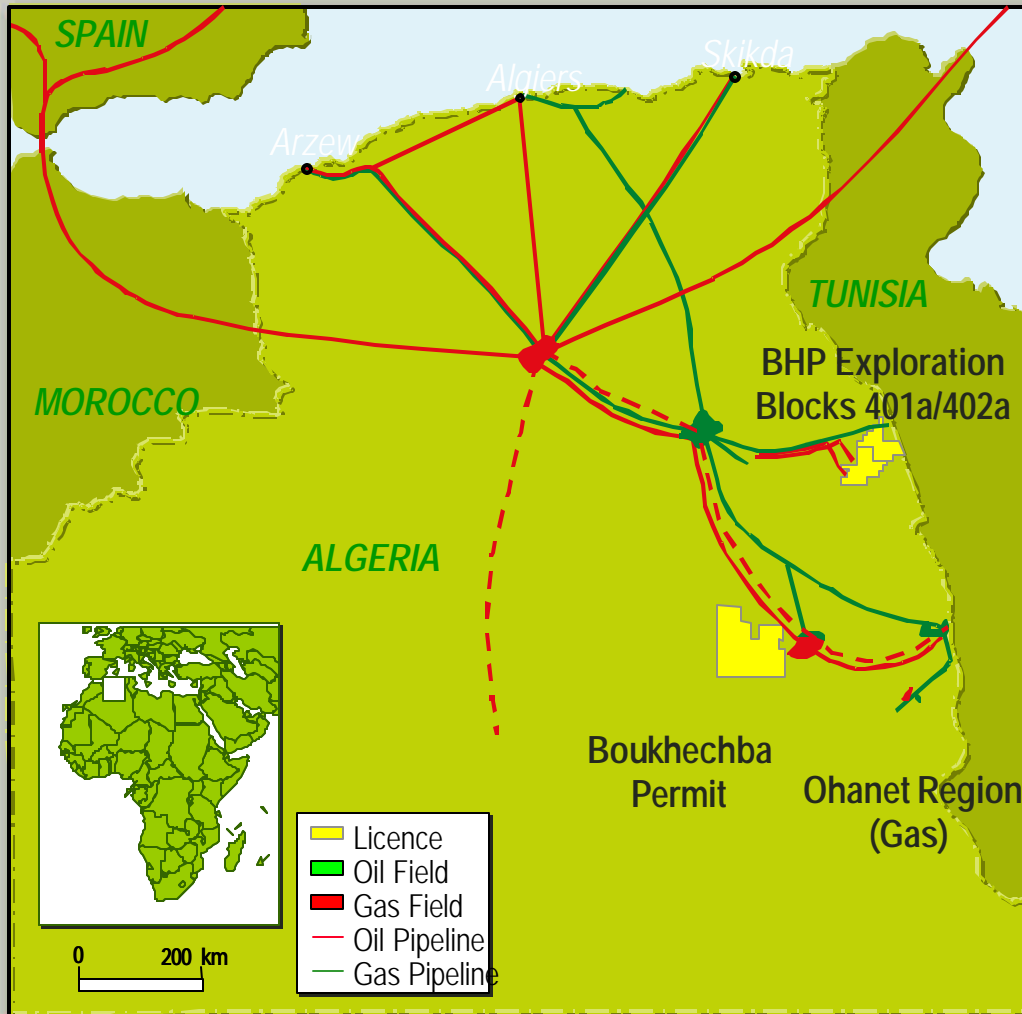 SPAIN
Skikda
Algiers
Arzew
TUNISIA
BHP Exploration
Blocks 401a/402a
MOROCCO
ALGERIA
Boukhechba
Permit
Ohanet Region
(Gas)
Licence
Oil Field
Gas Field
Oil Pipeline
Gas Pipeline
0 200 km